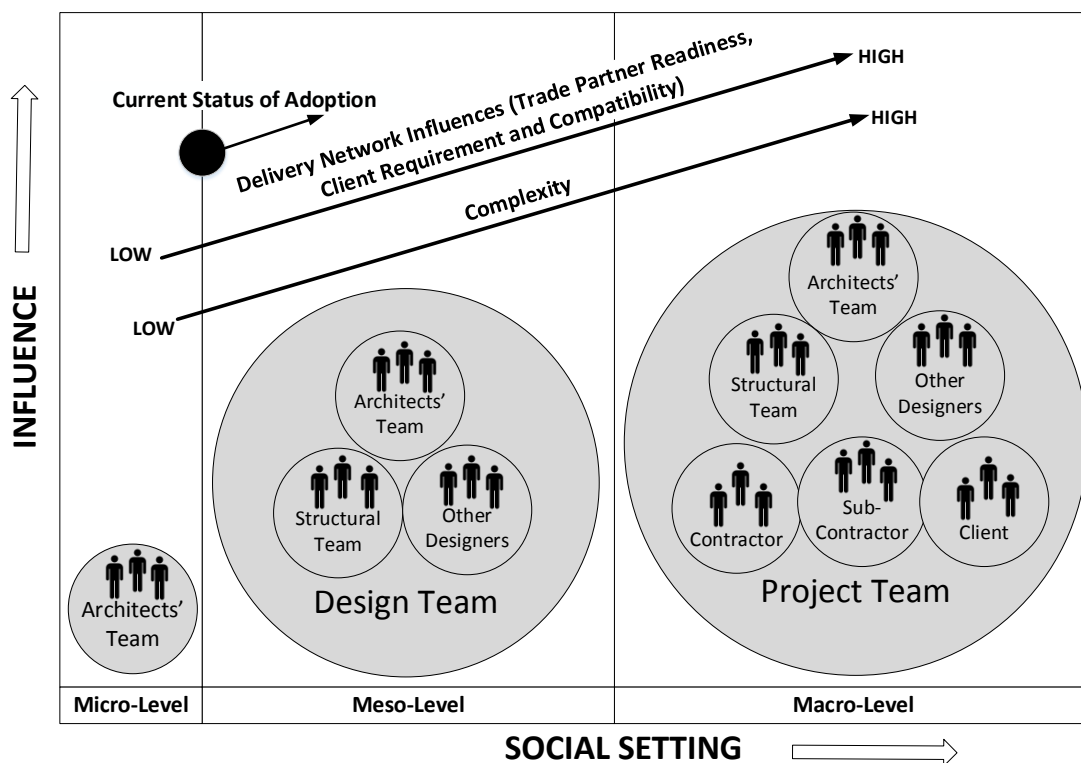 INFLUENCE
Current Status of Adoption
Delivery Network Influences (Trade Partner Readiness,
Client Requirement and Compatibility)
HIGH
LOW
Complexity
HIGH
LOW
Architects'
Team
Micro-Level
Architects'
Team
Structural
Team
Other
Designers
Design Team
Meso-Level
Architects'
Team
Structural
Team
Other
Designers
Contractor
Sub-
Contractor
Client
Project Team
Macro-Level
SOCIAL SETTING